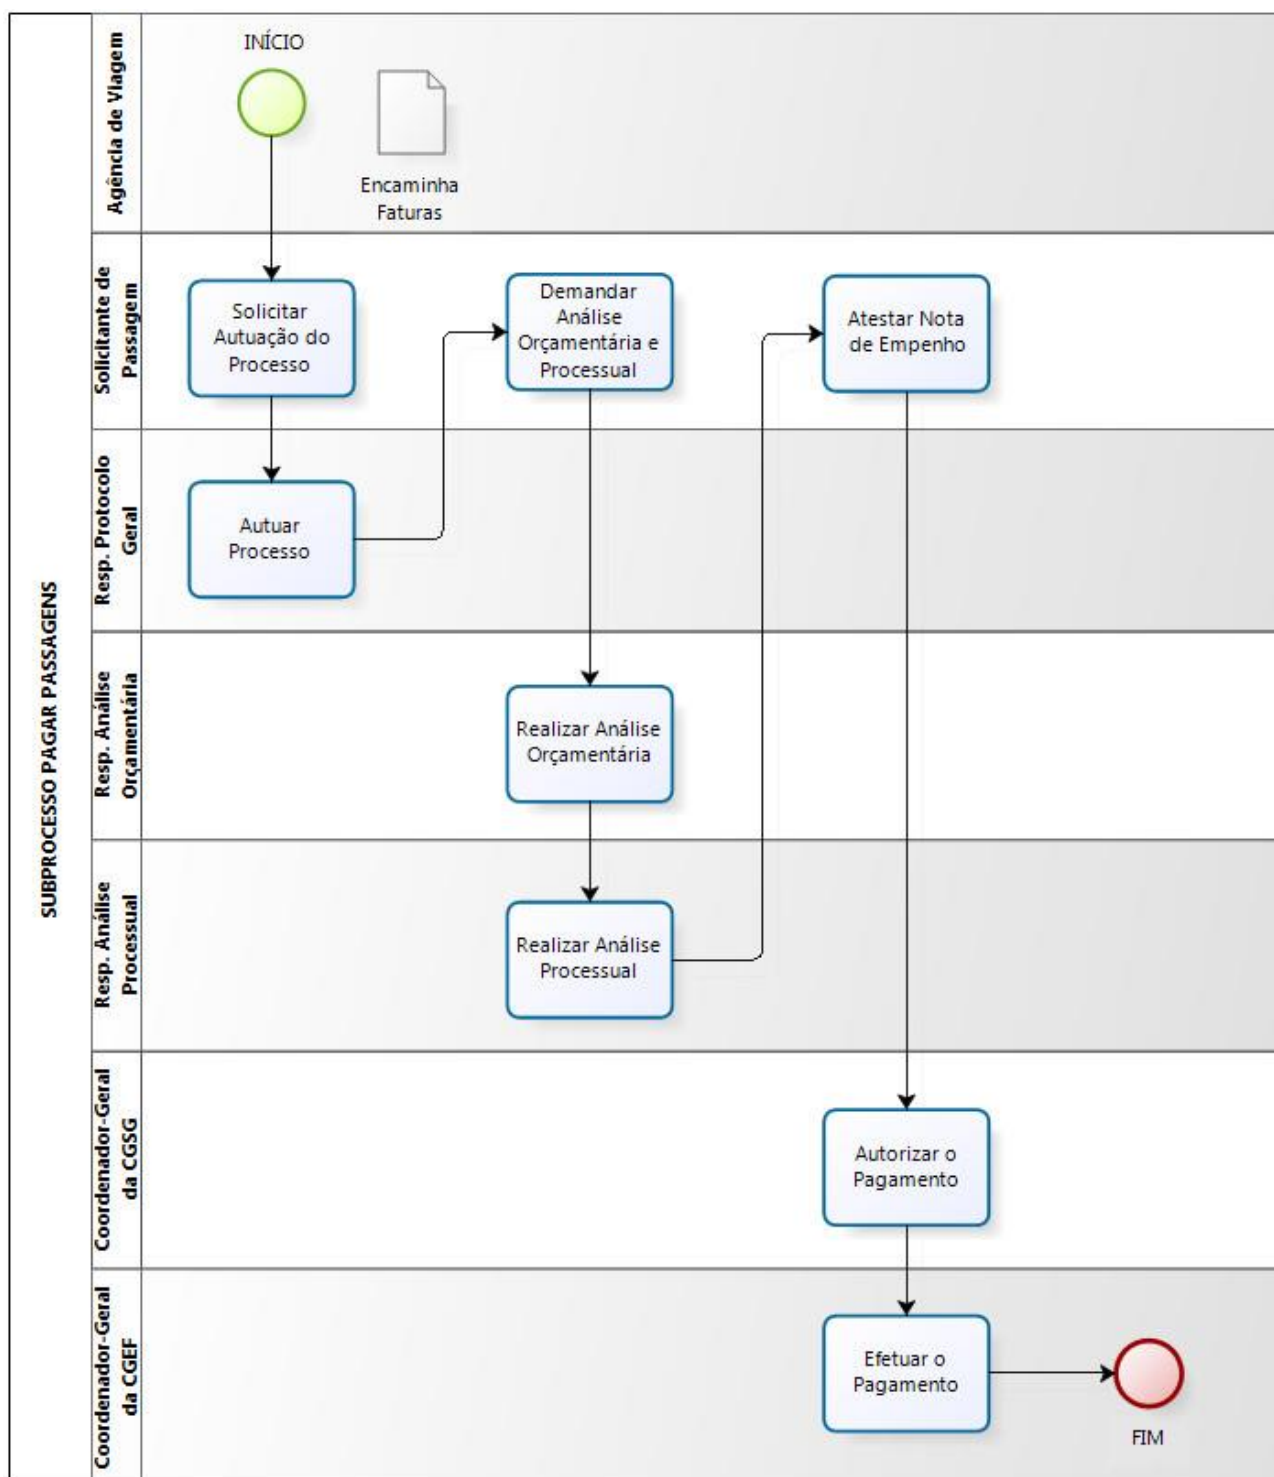 SUBPROCESSO PAGAR PASSAGENS
Agência de Viagem
INÍCIO
Encaminha
Faturas
Solicitante de
Passagem
Solicitar
Autuação do
Processo
Demandar
Análise
Orçamentária e
Processual
Atestar Nota
de Empenho
Resp. Protocolo
Geral
Autuar
Processo
Resp. Análise
Orçamentária
Realizar Análise
Orçamentária
Resp. Análise
Processual
Realizar Análise
Processual
Coordenador-Geral
da CGSG
Autorizar o
Pagamento
Coordenador-Geral
da CGEF
Efetuar o
Pagamento
FIM